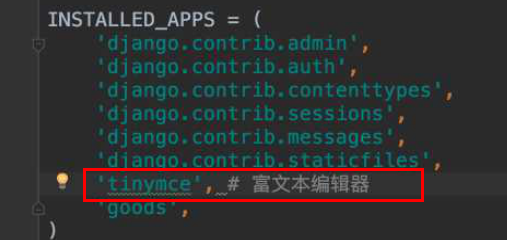 INSTALLED_APPS = (
'django.contrib.admin',
'django.contrib.auth',
'django.contrib.contenttypes',
'django.contrib.sessions',
'django.contrib.messages',
'django.contrib.staticfiles',
'tinymce', # 富文本编辑器
'goods',
)